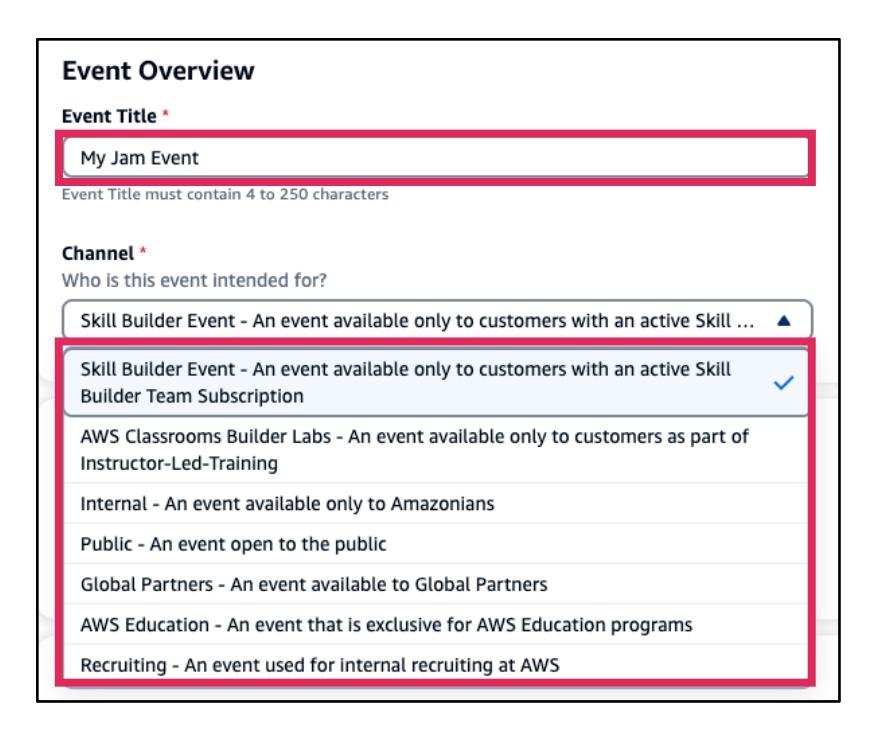 Event Overview
Event Title *
My Jam Event
Event Title must contain 4 to 250 characters
Channel *
Who is this event intended for?
Skill Builder Event - An event available only to customers with an active Skill ...
Skill Builder Event - An event available only to customers with an active Skill
Builder Team Subscription
AWS Classrooms Builder Labs - An event available only to customers as part of
Instructor-Led-Training
Internal - An event available only to Amazonians
Public - An event open to the public
Global Partners - An event available to Global Partners
AWS Education - An event that is exclusive for AWS Education programs
Recruiting - An event used for internal recruiting at AWS